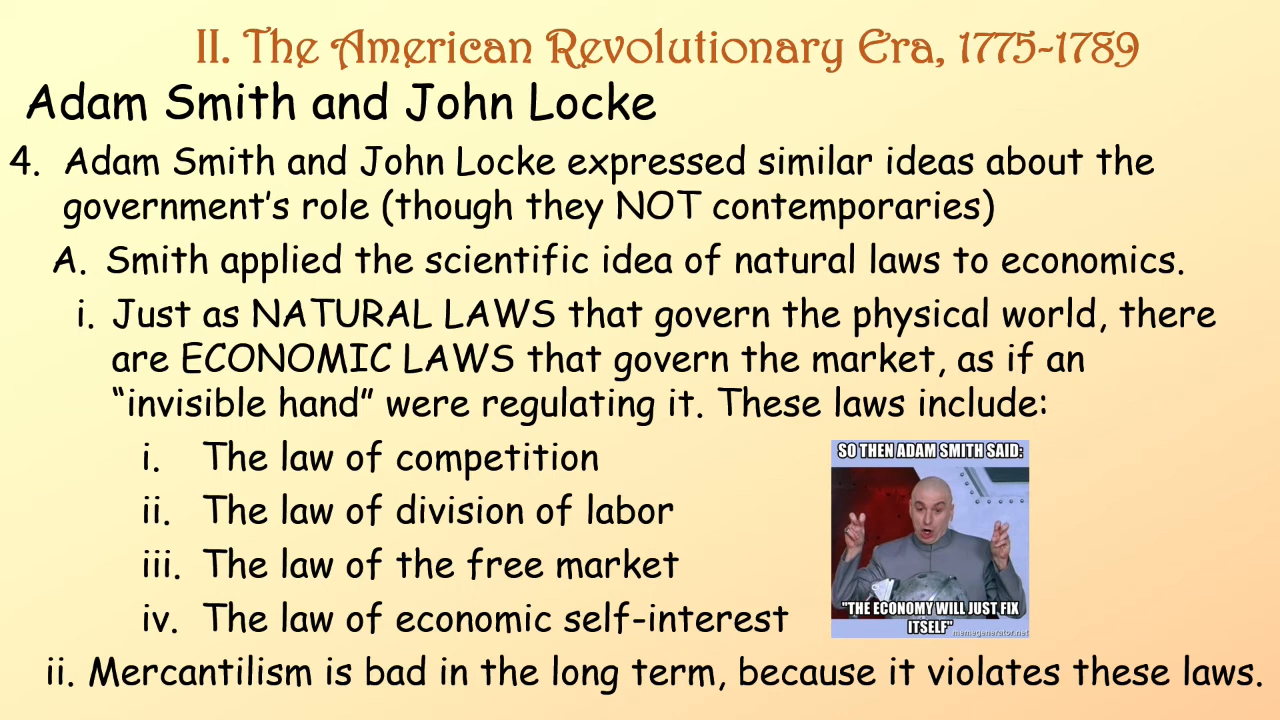 II. The American Revolutionary Era, 1775-1789
Adam Smith and John Locke
4. Adam Smith and John Locke expressed similar ideas about the
government’s role (though they NOT contemporaries)
A. Smith applied the scientific idea of natural laws to economics.
i. Just as NATURAL LAWS that govern the physical world, there
are ECONOMIC LAWS that govern the market, as if an
“invisible hand” were regulating it. These laws include:
i. The law of competition
ii. The law of division of labor
iii. The law of the free market
iv. The law of economic self-interest
SO THEN ADAM SMITH SAID:
"THE ECONOMY WILL JUST FIX
ITSELF"
memegenerator.net
ii. Mercantilism is bad in the long term, because it violates these laws.